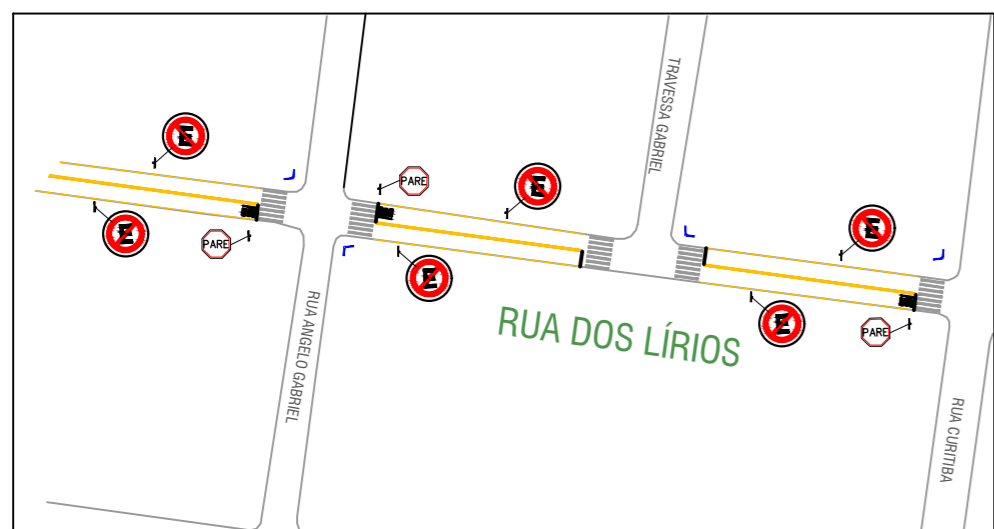 E
TRAVESSA GABRIEL
PARE
E
E
E
PARE
E
RUA DOS LÍRIOS
E
PARE
RUA ANGELO GABRIEL
RUA CURITIBA